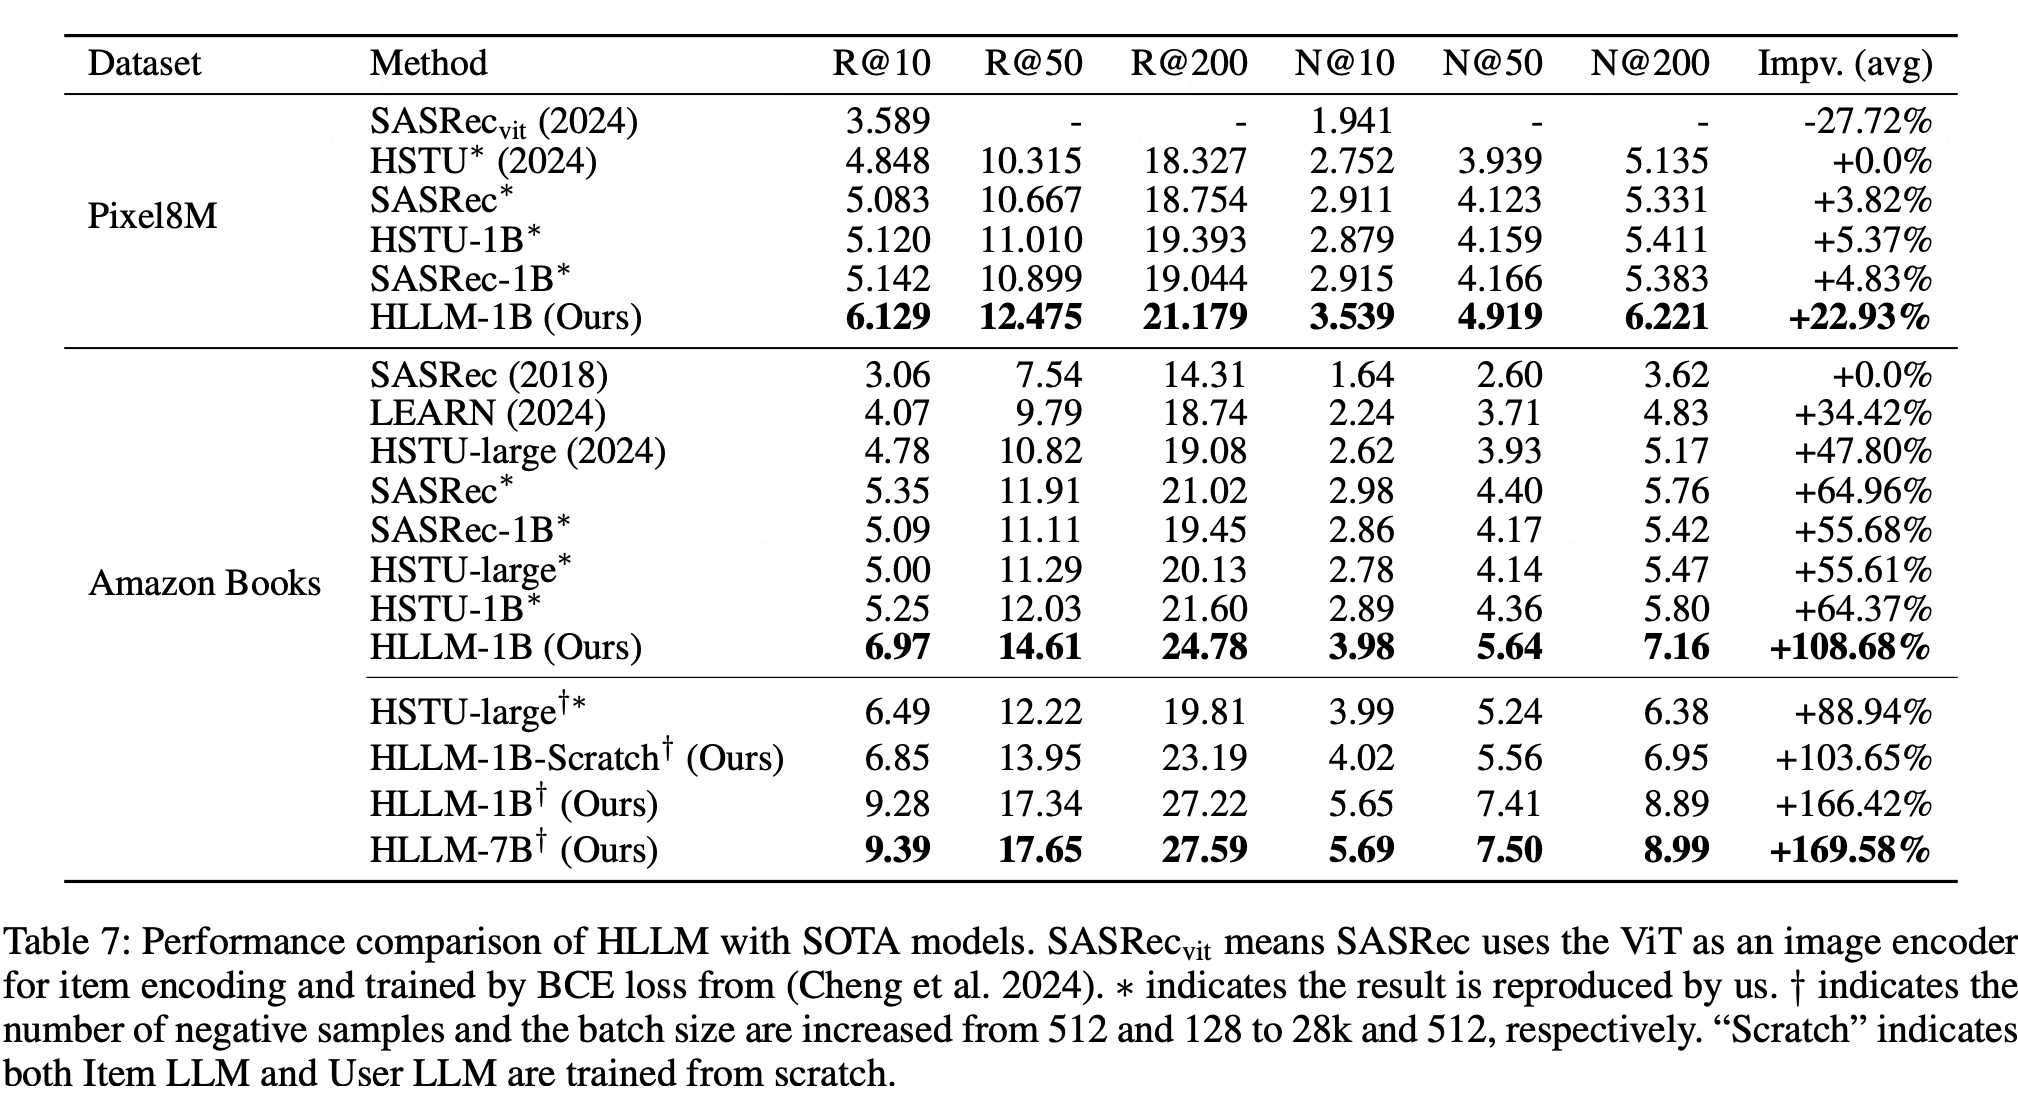 Dataset Method R@10 R@50 R@200 N@10 N@50 N@200 Impv. (avg)
SASRecvit (2024) 3.589 - - 1.941 - - -27.72%
HSTU* (2024) 4.848 10.315 18.327 2.752 3.939 5.135 +0.0%
SASRec* 5.083 10.667 18.754 2.911 4.123 5.331 +3.82%
Pixel8M
HSTU-1B* 5.120 11.010 19.393 2.879 4.159 5.411 +5.37%
SASRec-1B* 5.142 10.899 19.044 2.915 4.166 5.383 +4.83%
HLLM-1B (Ours) 6.129 12.475 21.179 3.539 4.919 6.221 +22.93%
SASRec (2018) 3.06 7.54 14.31 1.64 2.60 3.62 +0.0%
LEARN (2024) 4.07 9.79 18.74 2.24 3.71 4.83 +34.42%
HSTU-large (2024) 4.78 10.82 19.08 2.62 3.93 5.17 +47.80%
SASRec* 5.35 11.91 21.02 2.98 4.40 5.76 +64.96%
SASRec-1B* 5.09 11.11 19.45 2.86 4.17 5.42 +55.68%
HSTU-large* 5.00 11.29 20.13 2.78 4.14 5.47 +55.61%
Amazon Books
HSTU-1B* 5.25 12.03 21.60 2.89 4.36 5.80 +64.37%
HLLM-1B (Ours) 6.97 14.61 24.78 3.98 5.64 7.16 +108.68%
HSTU-large†* 6.49 12.22 19.81 3.99 5.24 6.38 +88.94%
HLLM-1B-Scratch† (Ours) 6.85 13.95 23.19 4.02 5.56 6.95 +103.65%
HLLM-1B† (Ours) 9.28 17.34 27.22 5.65 7.41 8.89 +166.42%
HLLM-7B† (Ours) 9.39 17.65 27.59 5.69 7.50 8.99 +169.58%
Table 7: Performance comparison of HLLM with SOTA models. SASRecvit means SASRec uses the ViT as an image encoder
for item encoding and trained by BCE loss from (Cheng et al. 2024). * indicates the result is reproduced by us. † indicates the
number of negative samples and the batch size are increased from 512 and 128 to 28k and 512, respectively. “Scratch” indicates
both Item LLM and User LLM are trained from scratch.